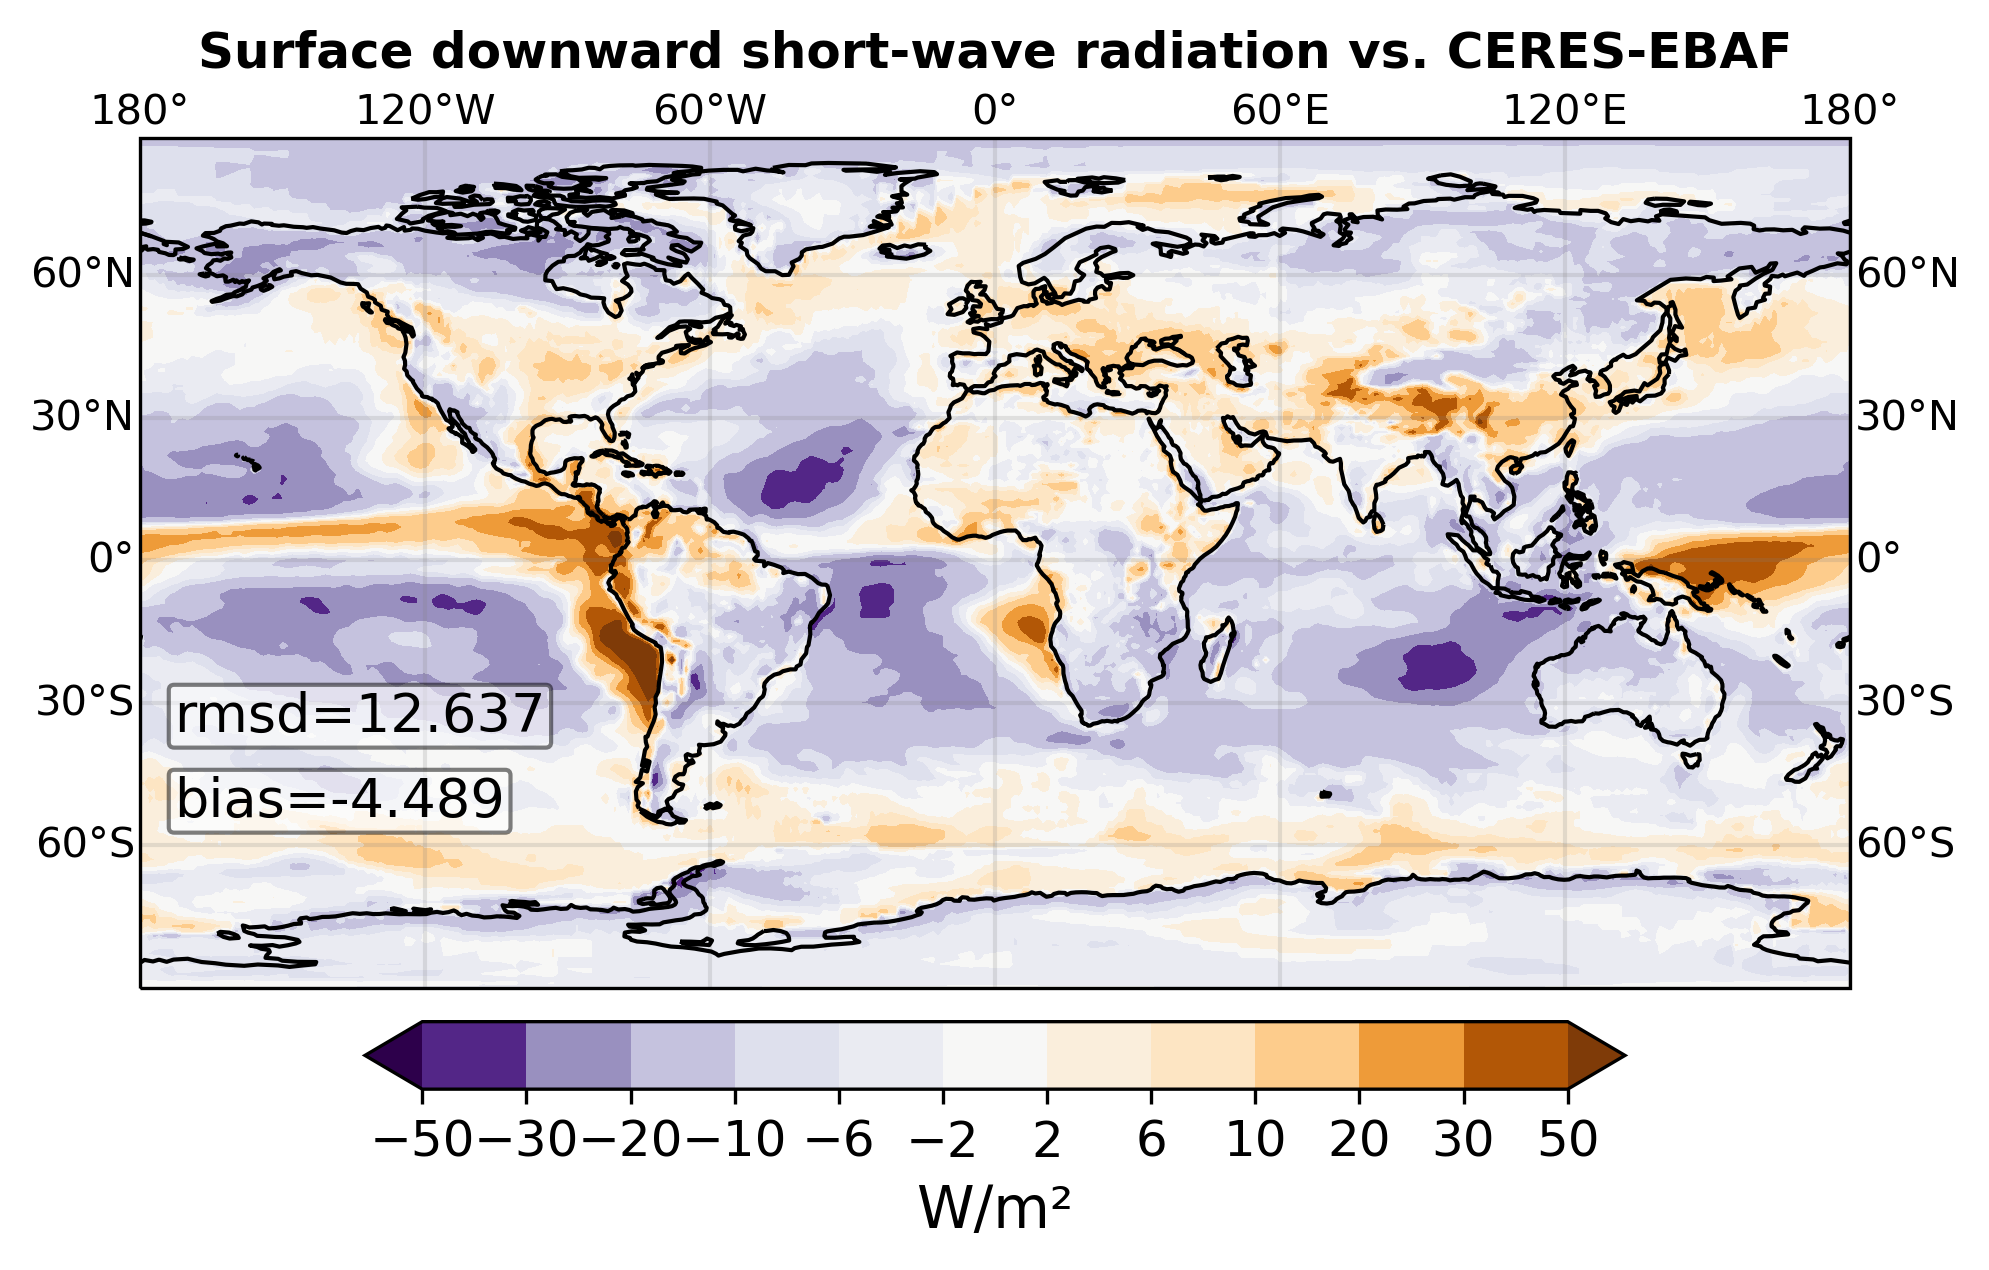 Surface downward short-wave radiation vs. CERES-EBAF
180° 120°W 60°W 0° 60°E 120°E 180°
60°N 60°N
30°N 30°N
0° 0°
30°S 30°S
rmsd=12.637
bias=-4.489
60°S 60°S
−50 −30 −20 −10 −6 −2 2 6 10 20 30 50
W/m²